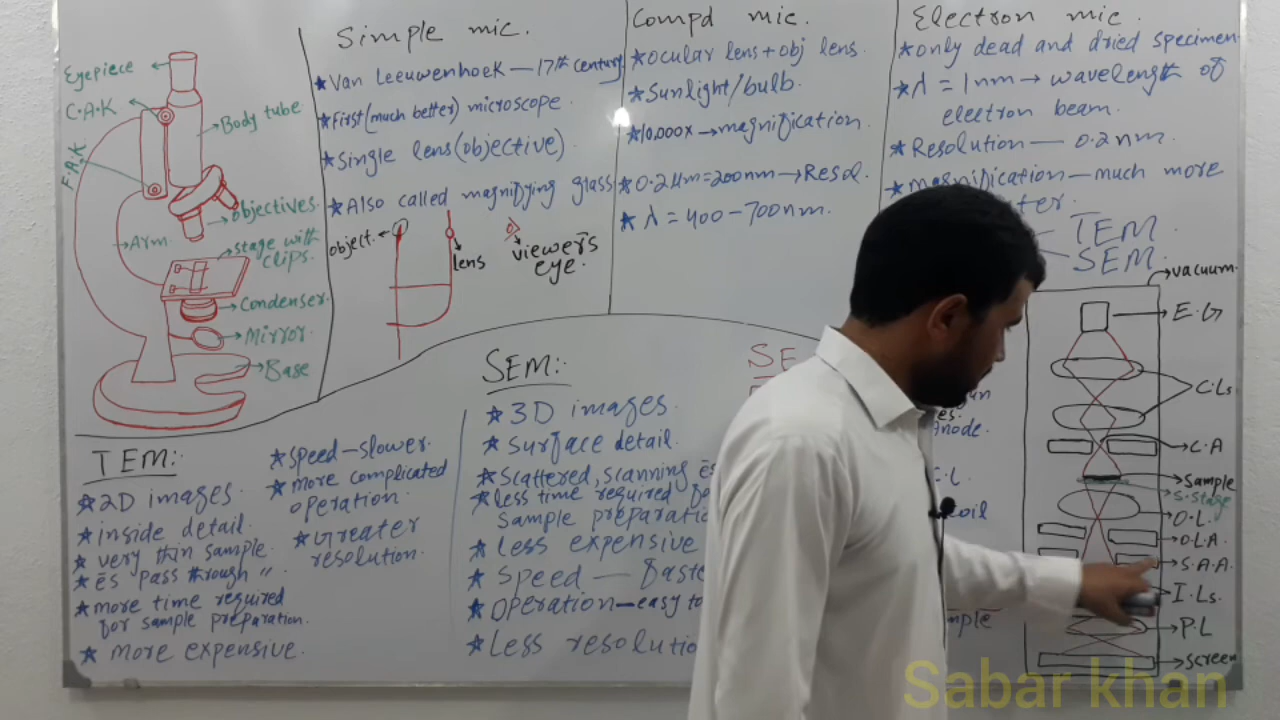 Eyepiece
C.A.K
F.A.K
Body tube
objectives.
Arm
stage with
clips.
Condenser.
Mirror.
Base
Simple mic.
*Van Leeuwenhoek — 17th century
*First (much better) microscope.
*Single lens (objective)
*Also called magnifying glass
object.
lens
viewer's
eye.
Compd mic.
*ocular lens + obj lens.
*Sunlight/bulb.
*10,000x → magnification.
*0.2µm=200nm → Resol.
*λ = 400 - 700nm.
Electron mic.
*only dead and dried specimen
*λ = 1nm → wavelength of
electron beam.
*Resolution — 0.2nm.
*magnification — much more
TEM
SEM
vacuum.
E.G
C.Ls
C.A
Sample
S.stage
O.L.
O.L.A.
S.A.A.
I.Ls.
P.L
Screen
TEM:-
*2D images.
*inside detail.
*very thin sample.
*ēs pass through "
*more time required
for sample preparation.
*More expensive.
*speed — slower.
*more complicated
operation.
*Greater
resolution.
SEM:-
*3D images.
*surface detail.
*scattered, scanning ēs
*less time required
Sample
*Less expensive
*Speed —
*operation — easy to
*Less
SE
es.
Anode.
Sabar khan